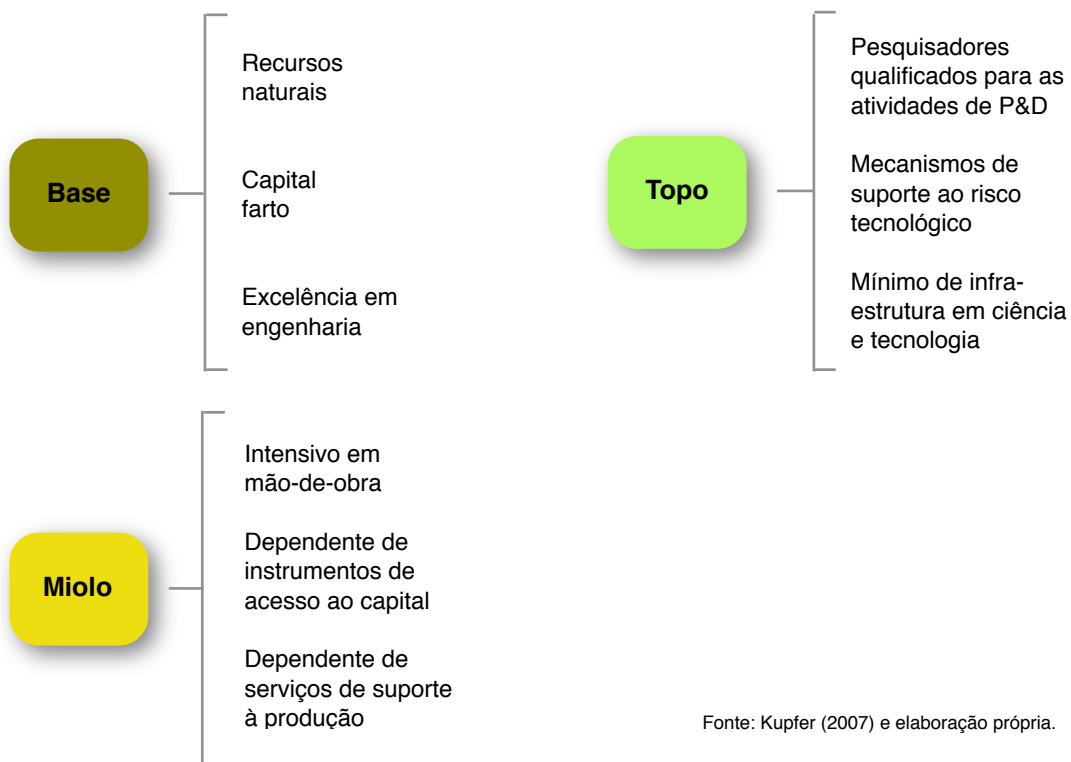 Base
Recursos
naturais
Capital
farto
Excelência em
engenharia
Topo
Pesquisadores
qualificados para as
atividades de P&D
Mecanismos de
suporte ao risco
tecnológico
Mínimo de infra-
estrutura em ciência
e tecnologia
Miolo
Intensivo em
mão-de-obra
Dependente de
instrumentos de
acesso ao capital
Dependente de
serviços de suporte
à produção
Fonte: Kupfer (2007) e elaboração própria.